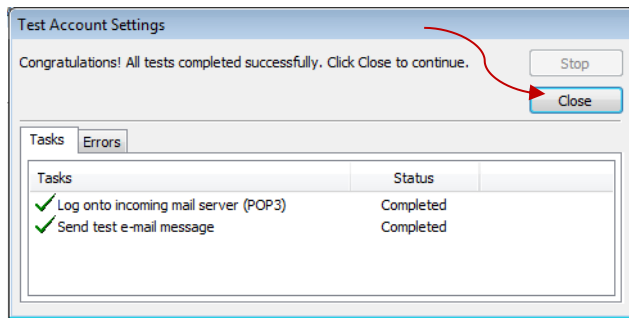 Test Account Settings
Congratulations! All tests completed successfully. Click Close to continue.
Stop
Close
Tasks Errors
Tasks Status
Log onto incoming mail server (POP3) Completed
Send test e-mail message Completed